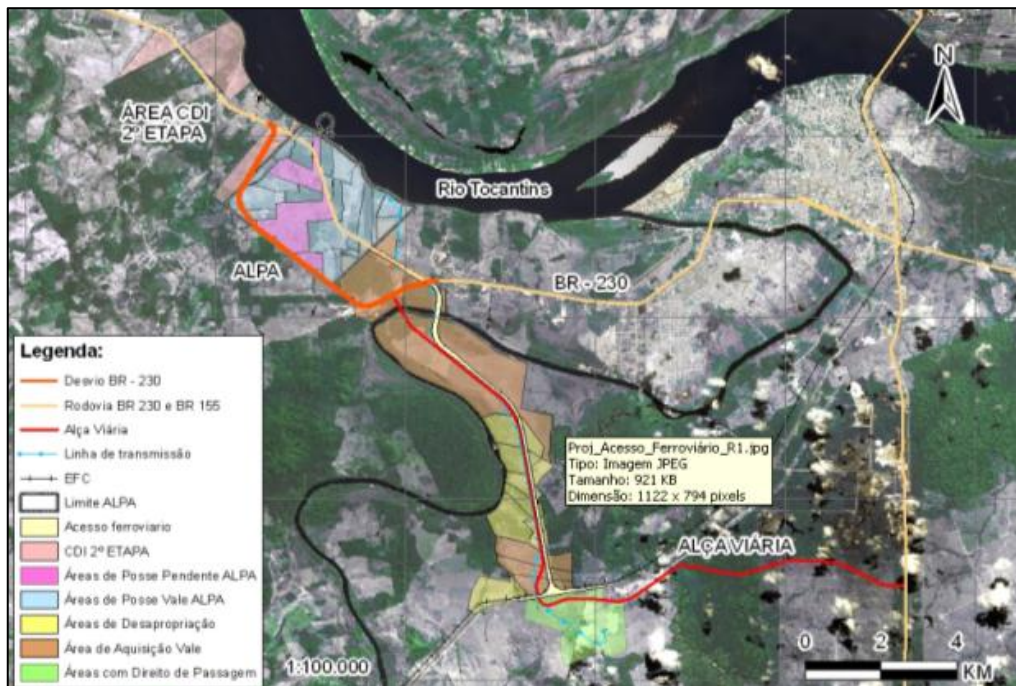 N
ÁREA CDI
2º ETAPA
Rio Tocantins
ALPA
BR - 230
Legenda:
Desvio BR - 230
Rodovia BR 230 e BR 155
Alça Viária
Linha de transmissão
EFC
Limite ALPA
Acesso ferroviario
CDI 2º ETAPA
Áreas de Posse Pendente ALPA
Áreas de Posse Vale ALPA
Áreas de Desapropriação
Área de Aquisição Vale
Áreas com Direito de Passagem
Proj_Acesso_Ferroviário_R1.jpg
Tipo: Imagem JPEG
Tamanho: 921 KB
Dimensão: 1122 x 794 pixels
ALÇA VIÁRIA
1:100.000
0 2 4
KM